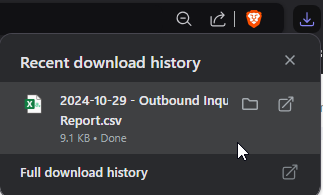 Recent download history
2024-10-29 - Outbound Inqu
Report.csv
9.1 KB • Done
Full download history